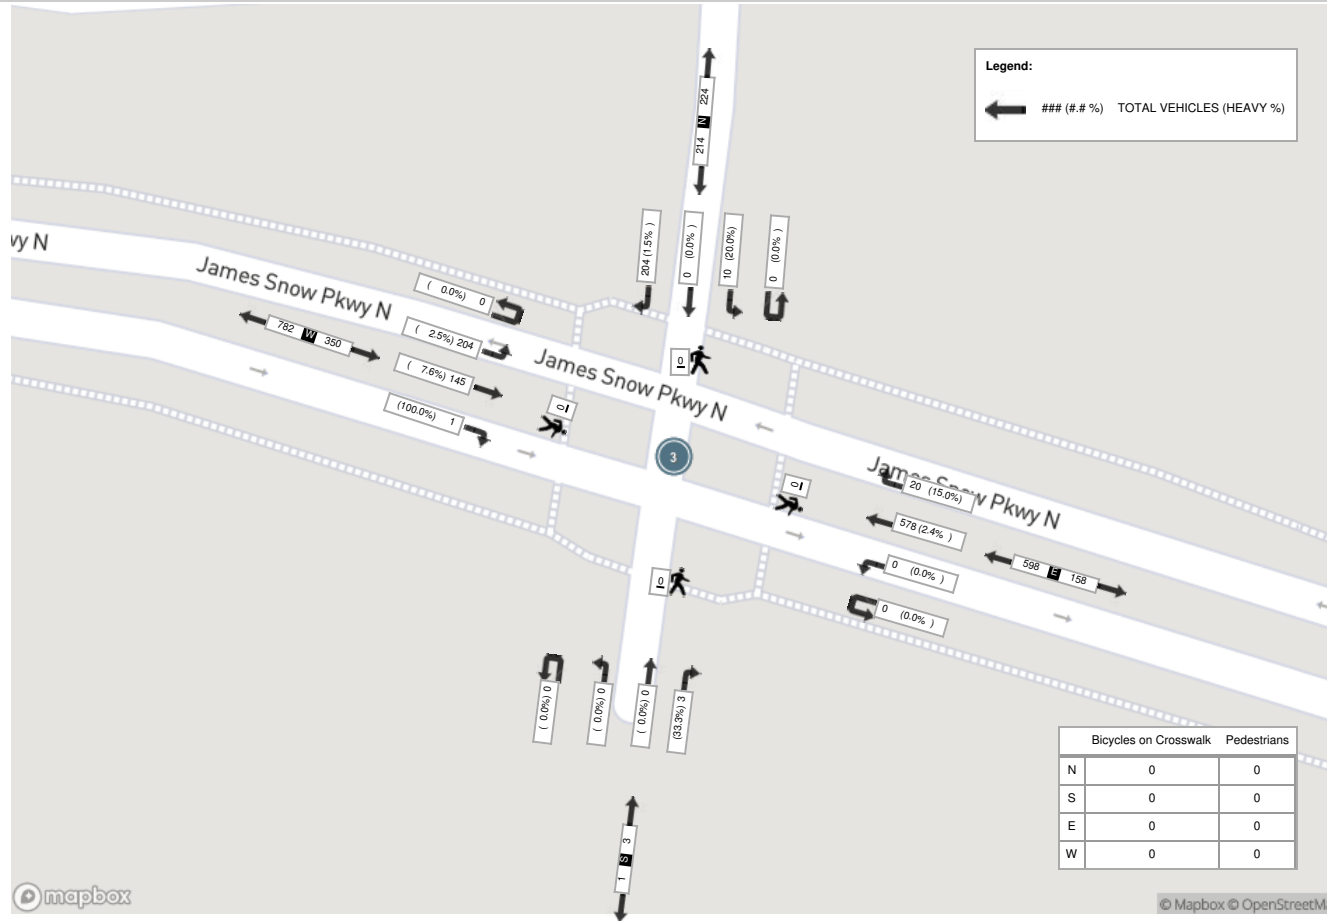 Legend:
### (#.# %) TOTAL VEHICLES (HEAVY %)
214 N 224
204 (1.5% )
0 (0.0% )
10 (20.0%)
0 (0.0% )
vy N
James Snow Pkwy N
( 0.0%) 0
782 W 350
( 2.5%) 204
( 7.6%) 145
(100.0%) 1
James Snow Pkwy N
0
0
3
0
James Snow Pkwy N
20 (15.0%)
578 (2.4% )
0 (0.0% )
0 (0.0% )
598 E 158
0
( 0.0%) 0
( 0.0%) 0
( 0.0%) 0
(33.3%) 3
1 S 3
Bicycles on Crosswalk Pedestrians
N 0 0
S 0 0
E 0 0
W 0 0
mapbox
© Mapbox © OpenStreetM